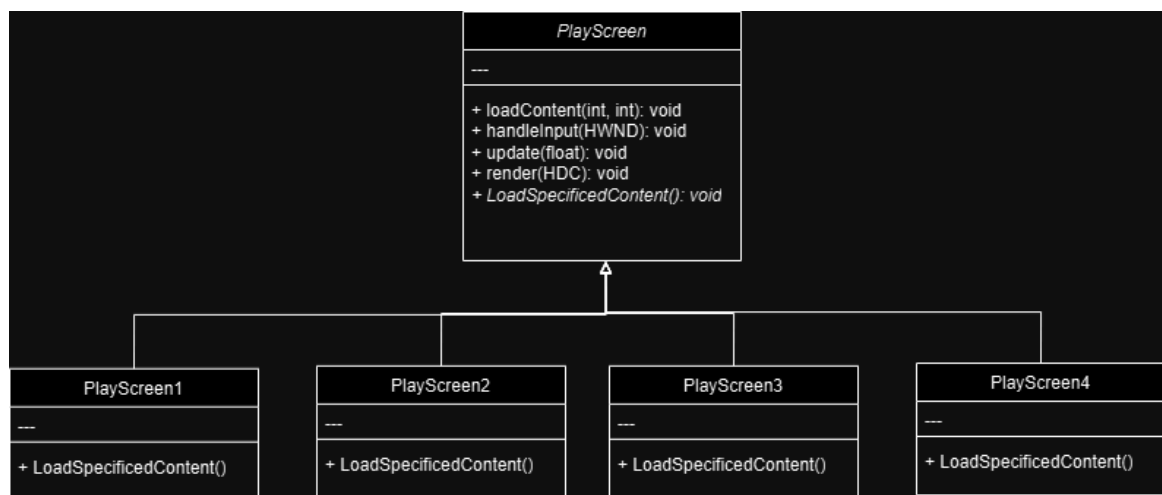 PlayScreen
---
+ loadContent(int, int): void
+ handleInput(HWND): void
+ update(float): void
+ render(HDC): void
+ LoadSpecificedContent(): void
PlayScreen1
---
+ LoadSpecificedContent()
PlayScreen2
---
+ LoadSpecificedContent()
PlayScreen3
---
+ LoadSpecificedContent()
PlayScreen4
---
+ LoadSpecificedContent()